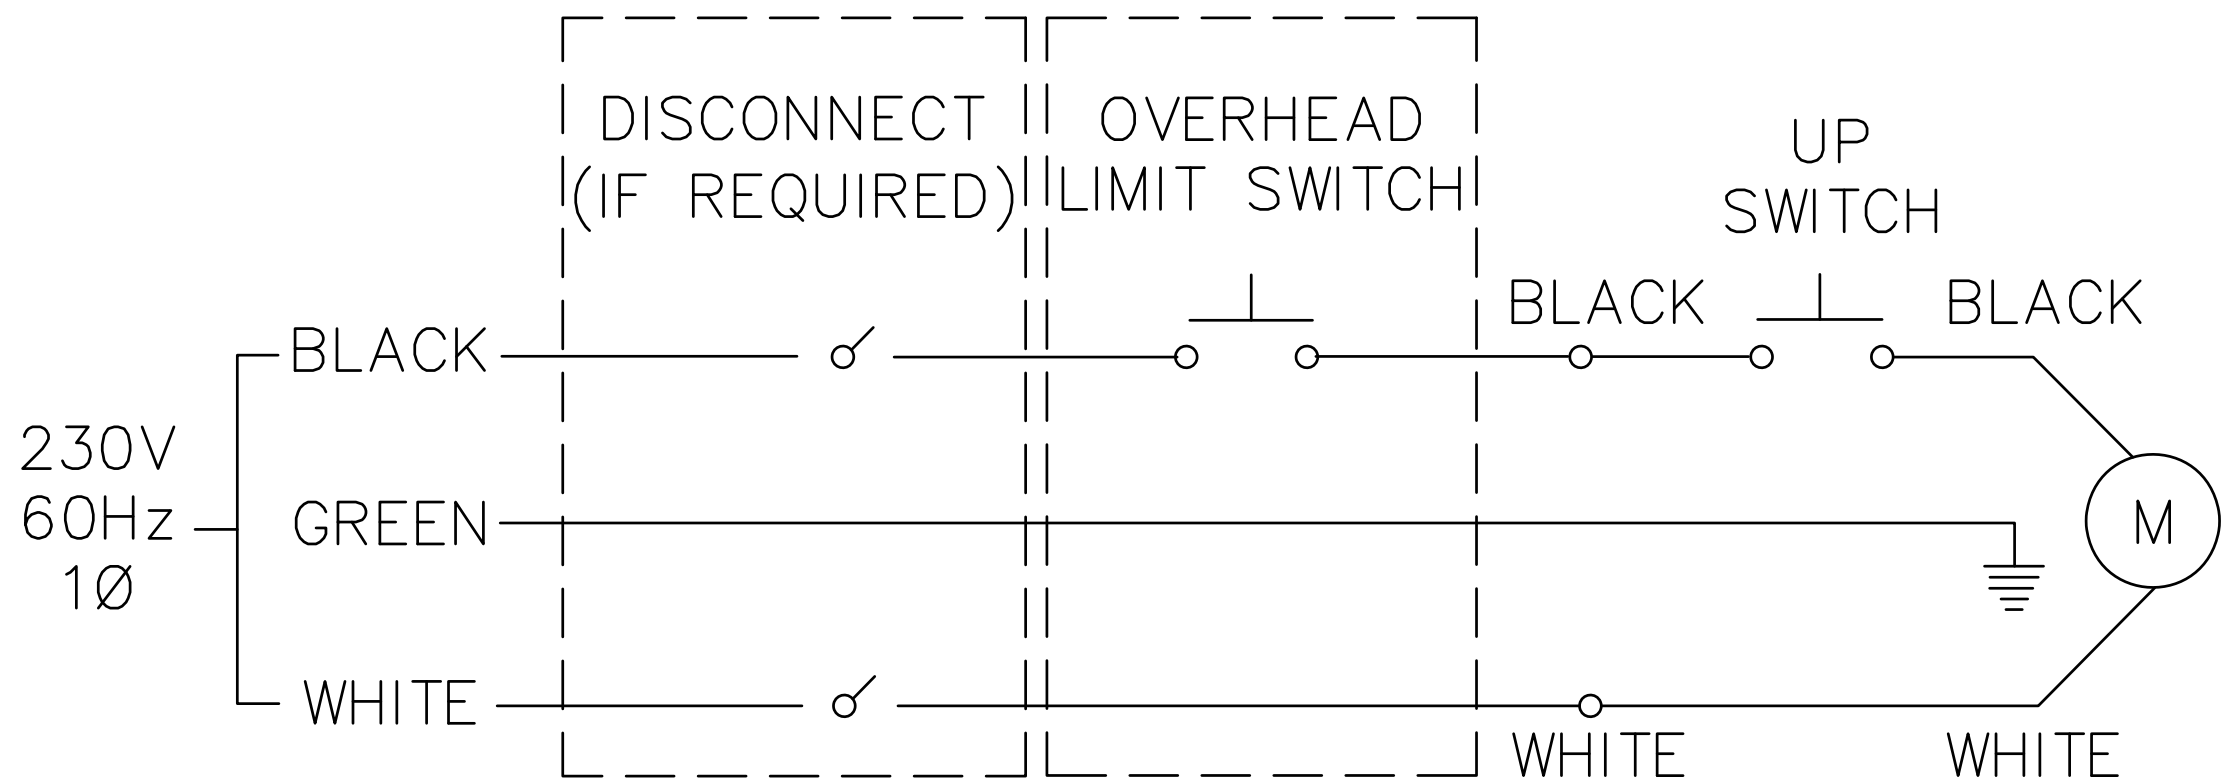 DISCONNECT
(IF REQUIRED)
OVERHEAD
LIMIT SWITCH
UP
SWITCH
BLACK
BLACK
BLACK
230V
60Hz
1Ø
GREEN
M
WHITE
WHITE
WHITE